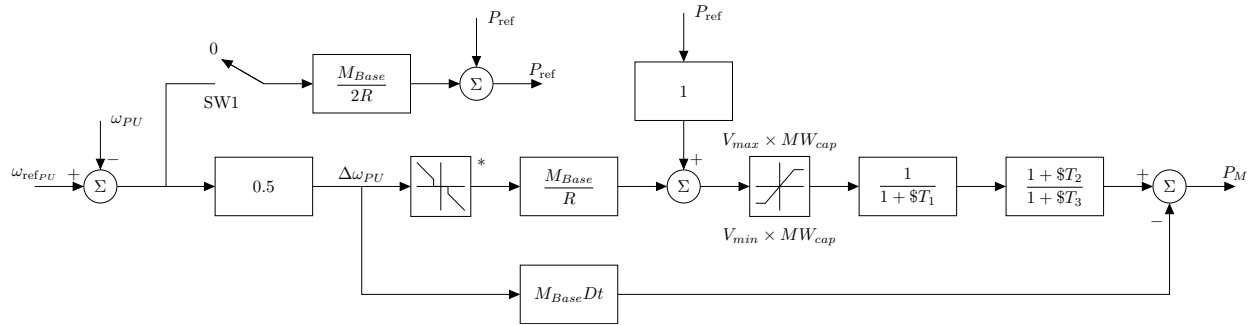 P_ref
P_ref
0
M_Base
2R
Σ
P_ref
SW1
1
ω_PU
−
ω_ref_PU
+
Σ
0.5
Δω_PU
*
M_Base
R
+
Σ
V_max × MW_cap
V_min × MW_cap
1
1 + $T_1
1 + $T_2
1 + $T_3
+
Σ
−
P_M
M_Base Dt